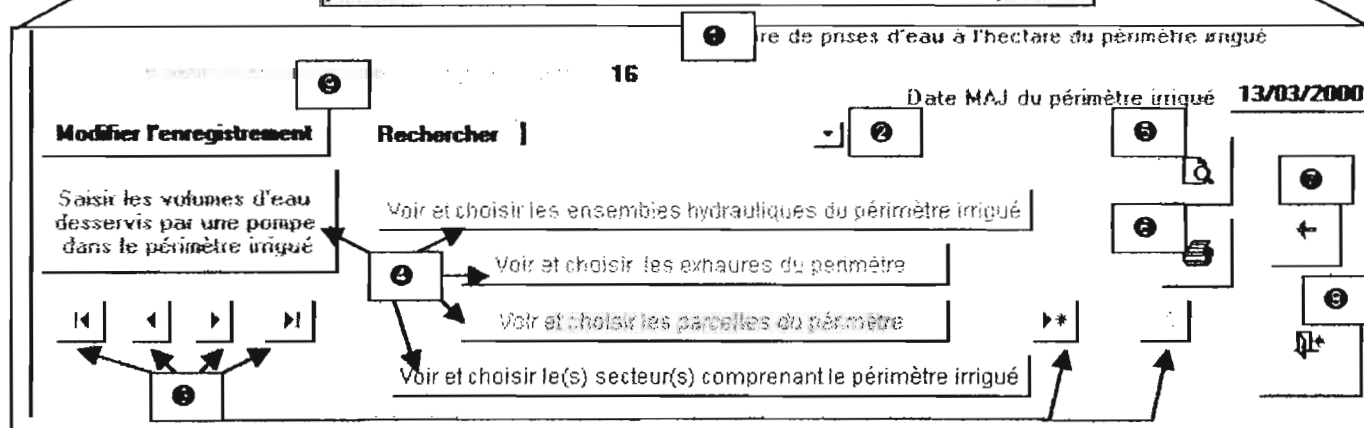 re de prises d'eau à l'hectare du périmètre irrigué
16
Date MAJ du périmètre irrigué 13/03/2000
Modifier l'enregistrement Rechercher
Saisir les volumes d'eau
desservis par une pompe
dans le périmètre irrigué
Voir et choisir les ensembles hydrauliques du périmètre irrigué
Voir et choisir les exhaures du périmètre
Voir et choisir les parcelles du périmètre
Voir et choisir le(s) secteur(s) comprenant le périmètre irrigué